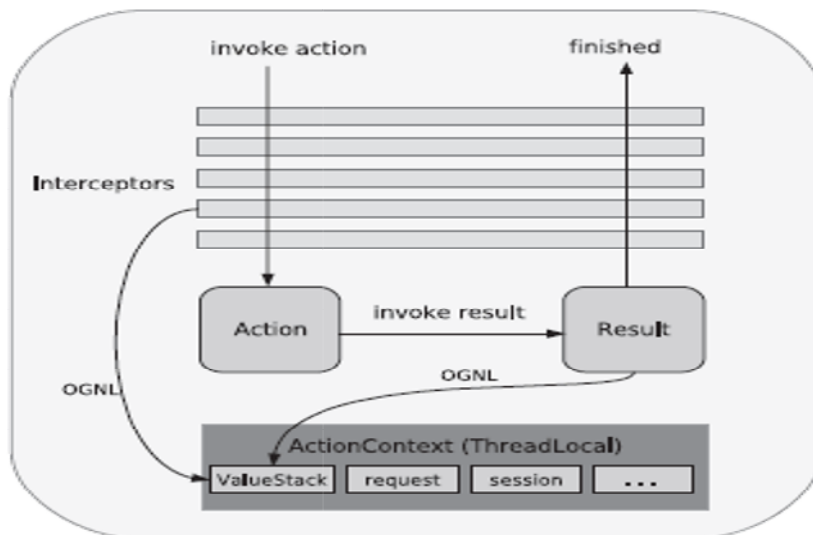 invoke action
finished
Interceptors
Action
invoke result
Result
OGNL
OGNL
ActionContext (ThreadLocal)
ValueStack
request
session
...